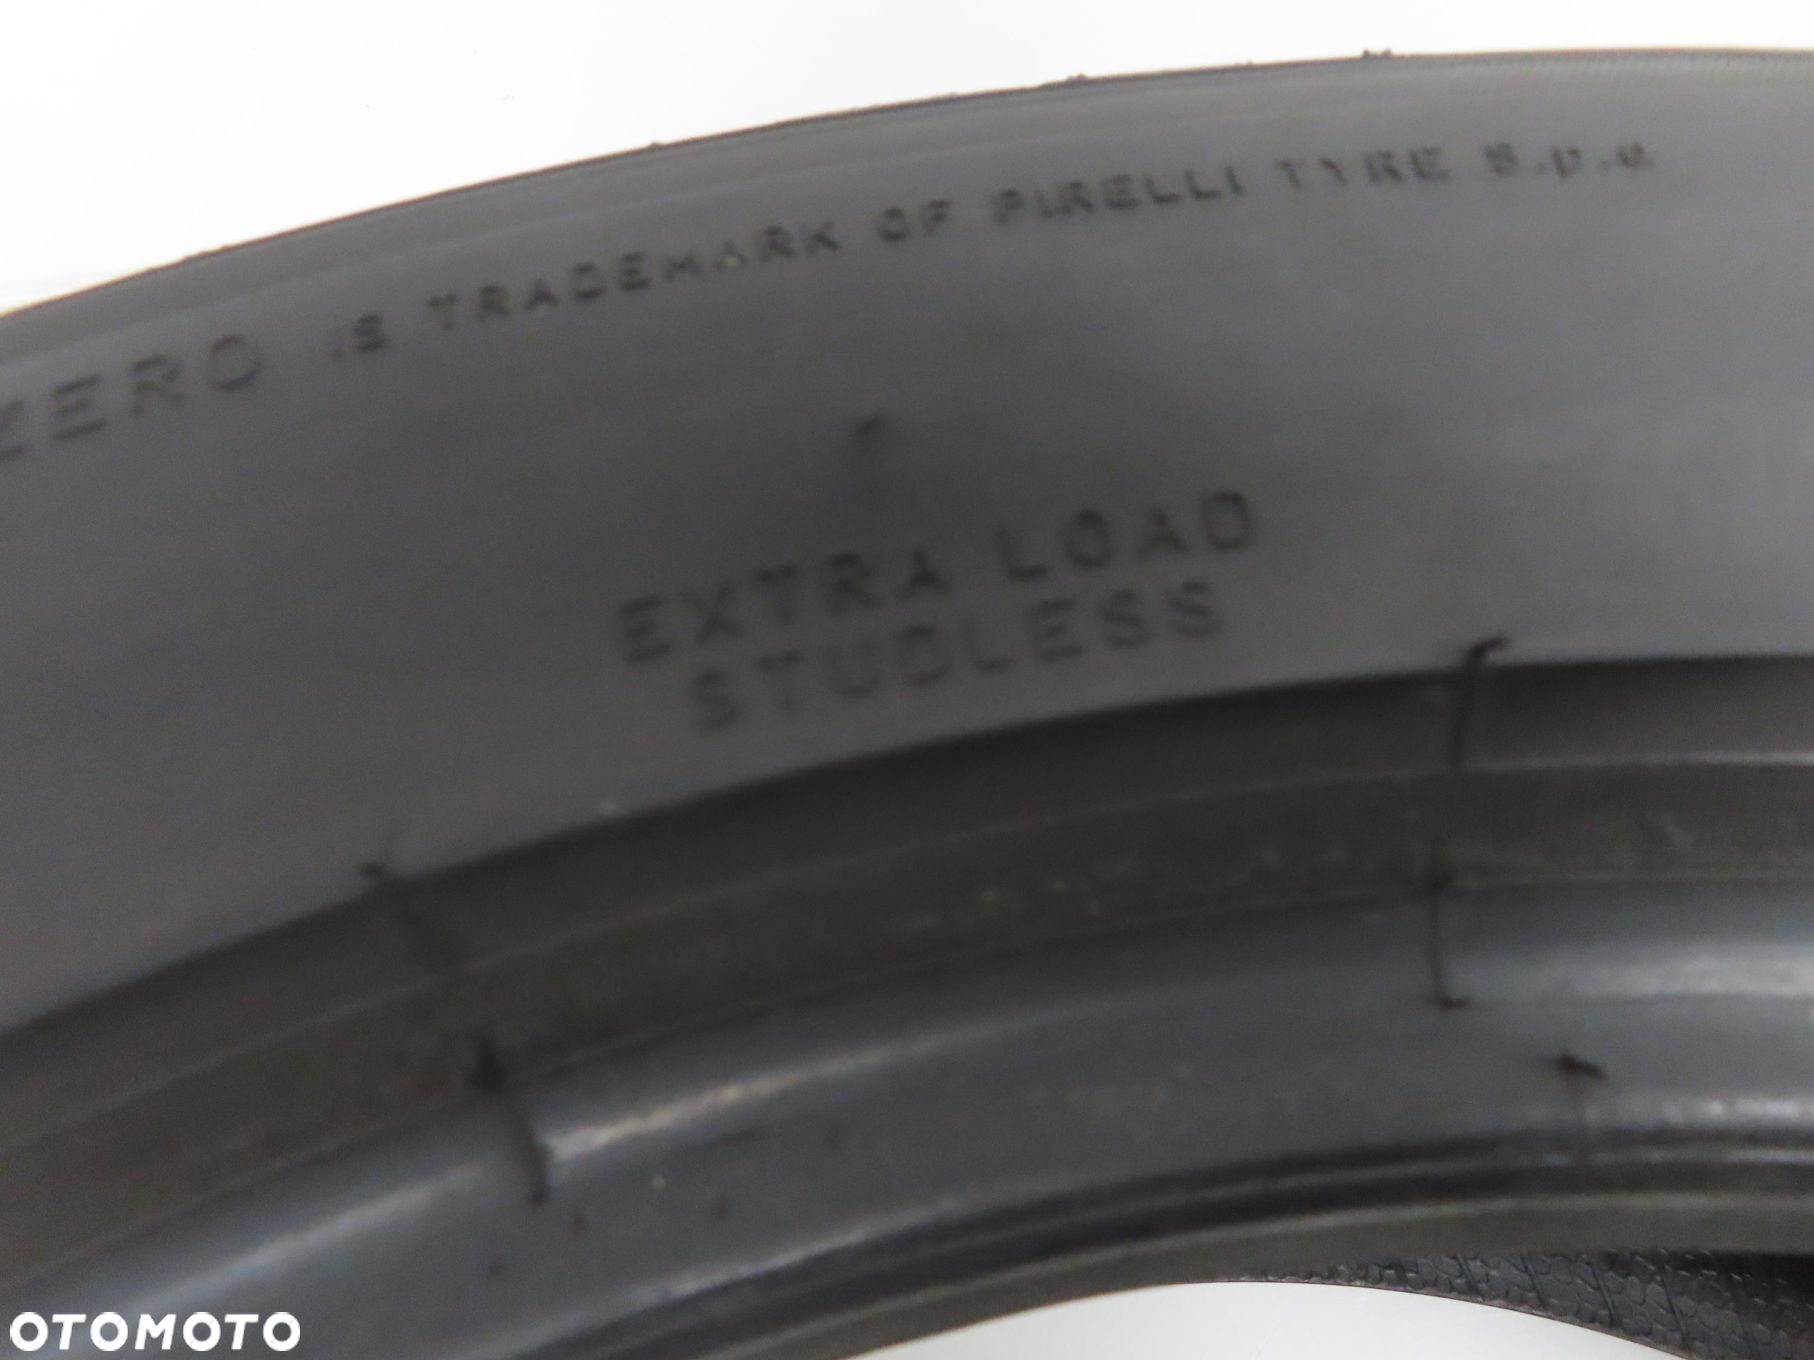 ZERO is TRADEMARK OF PIRELLI TYRE S.p.a
EXTRA LOAD
STUDLESS
OTOMOTO